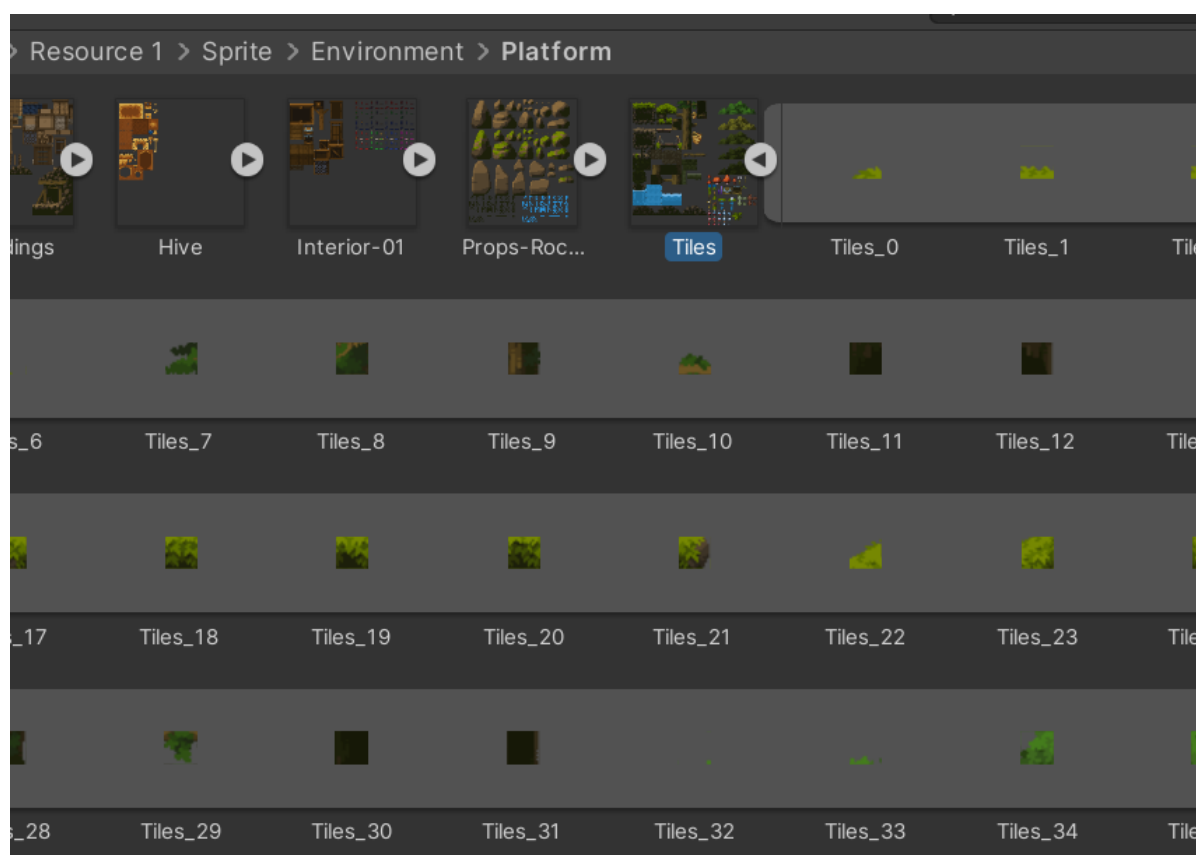 Resource 1 > Sprite > Environment > Platform
Hive Interior-01 Props-Roc... Tiles Tiles_0 Tiles_1
Tiles_7 Tiles_8 Tiles_9 Tiles_10 Tiles_11 Tiles_12
Tiles_18 Tiles_19 Tiles_20 Tiles_21 Tiles_22 Tiles_23
Tiles_29 Tiles_30 Tiles_31 Tiles_32 Tiles_33 Tiles_34